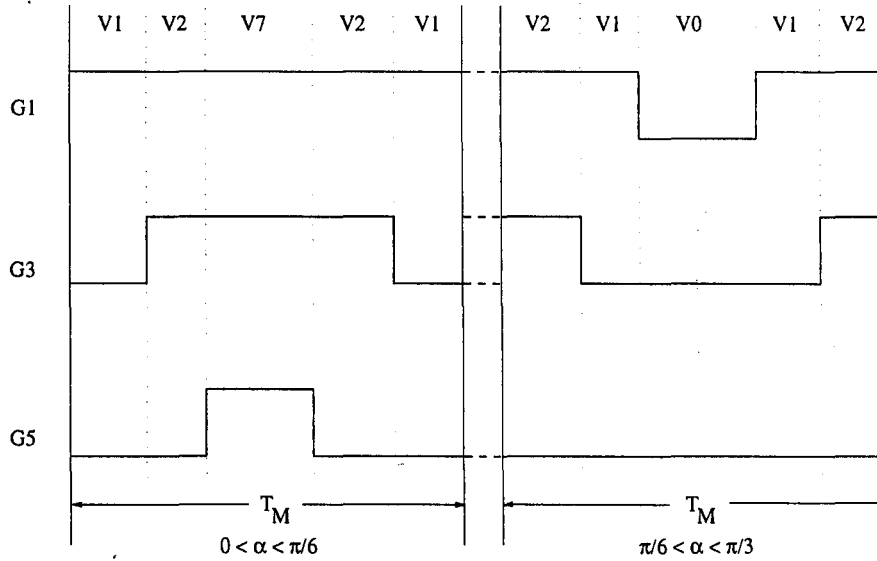 V1 V2 V7 V2 V1 V2 V1 V0 V1 V2
G1
G3
G5
T_M T_M
0 < α < π/6 π/6 < α < π/3